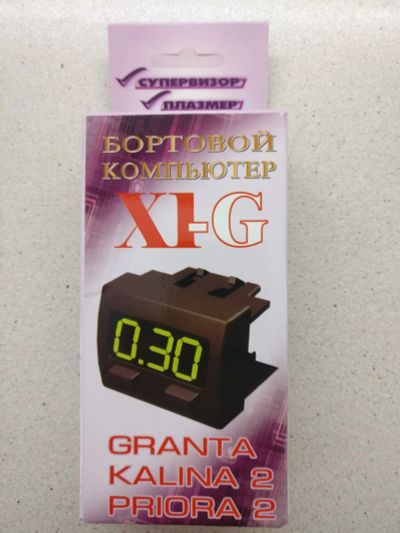 СУПЕРВИЗОР
ПЛАЗМЕР
БОРТОВОЙ
КОМПЬЮТЕР
X1-G
0.30
GRANTA
KALINA 2
PRIORA 2